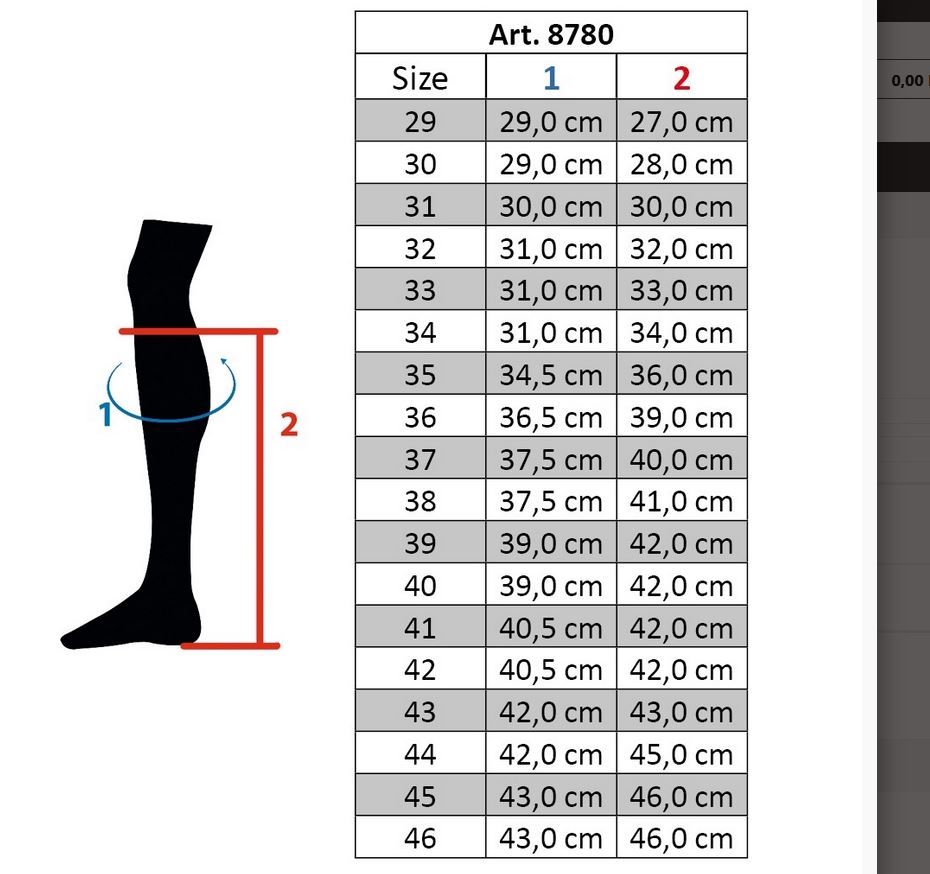 Art. 8780
Size 1 2
29 29,0 cm 27,0 cm
30 29,0 cm 28,0 cm
31 30,0 cm 30,0 cm
32 31,0 cm 32,0 cm
33 31,0 cm 33,0 cm
34 31,0 cm 34,0 cm
35 34,5 cm 36,0 cm
36 36,5 cm 39,0 cm
37 37,5 cm 40,0 cm
38 37,5 cm 41,0 cm
39 39,0 cm 42,0 cm
40 39,0 cm 42,0 cm
41 40,5 cm 42,0 cm
42 40,5 cm 42,0 cm
43 42,0 cm 43,0 cm
44 42,0 cm 45,0 cm
45 43,0 cm 46,0 cm
46 43,0 cm 46,0 cm
1
2
0,00